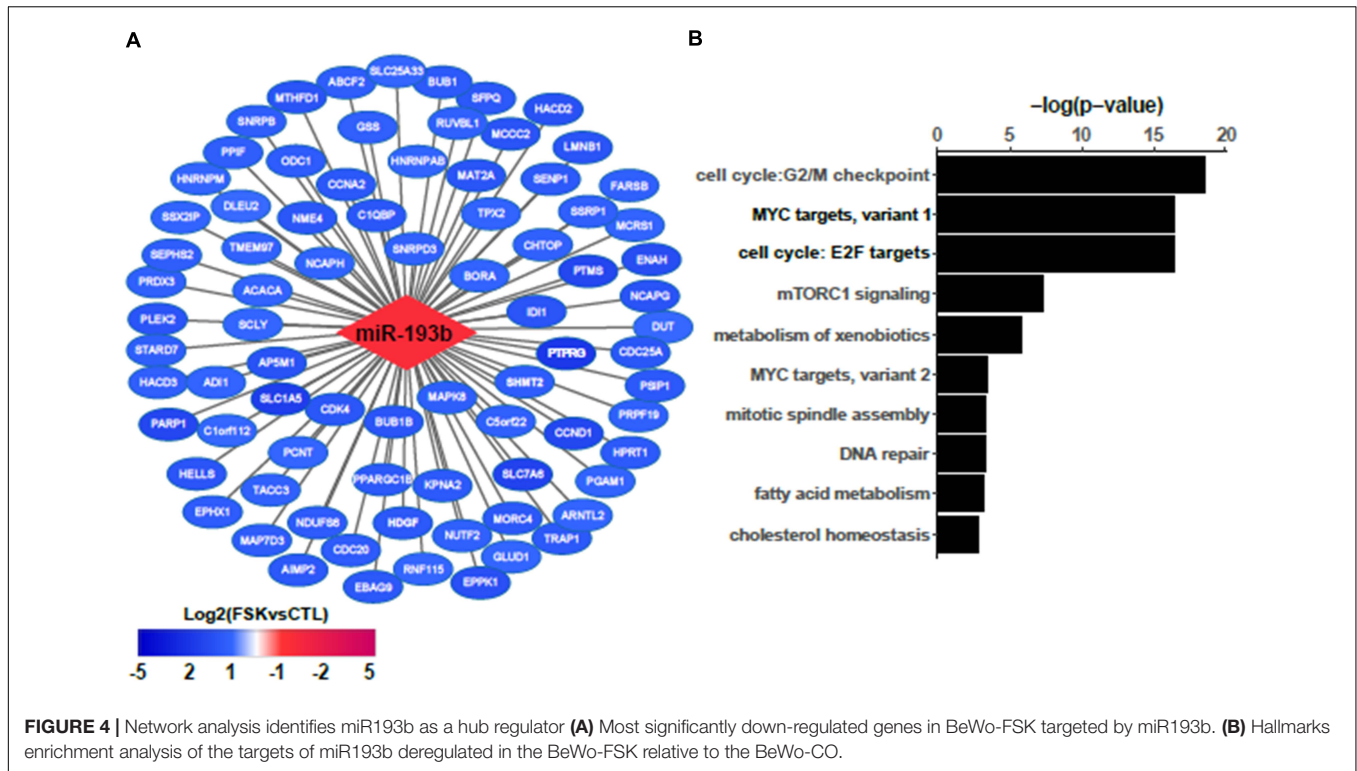 A
SLC25A33
ABCF2
BUB1
MTHFD1
SFPQ
HACD2
SNRPB
GSS
RUVBL1
MCCC2
PPIF
ODC1
HNRNPAB
LMNB1
HNRNPM
CCNA2
MAT2A
SENP1
FARSB
SSX2IP
DLEU2
NME4
C1QBP
TPX2
SSRP1
MCRS1
TMEM97
SNRPD3
CHTOP
SEPHS2
NCAPH
BORA
PTMS
ENAH
PRDX3
ACACA
NCAPG
IDI1
PLEK2
SCLY
DUT
miR-193b
STARD7
AP5M1
PTPRG
CDC25A
HACD3
ADI1
SHMT2
PSIP1
SLC1A5
MAPK8
CDK4
PRPF19
PARP1
C1orf112
BUB1B
C5orf22
CCND1
PCNT
HPRT1
HELLS
SLC7A6
PGAM1
TACC3
PPARGC1B
KPNA2
EPHX1
ARNTL2
NDUFS6
HDGF
MORC4
MAP7D3
NUTF2
TRAP1
CDC20
GLUD1
AIMP2
RNF115
EBAG9
EPPK1
Log2(FSKvsCTL)
-5 2 1 -1 -2 5
B
−log(p−value)
0 5 10 15 20
cell cycle:G2/M checkpoint
MYC targets, variant 1
cell cycle: E2F targets
mTORC1 signaling
metabolism of xenobiotics
MYC targets, variant 2
mitotic spindle assembly
DNA repair
fatty acid metabolism
cholesterol homeostasis
FIGURE 4 | Network analysis identifies miR193b as a hub regulator (A) Most significantly down-regulated genes in BeWo-FSK targeted by miR193b. (B) Hallmarks
enrichment analysis of the targets of miR193b deregulated in the BeWo-FSK relative to the BeWo-CO.